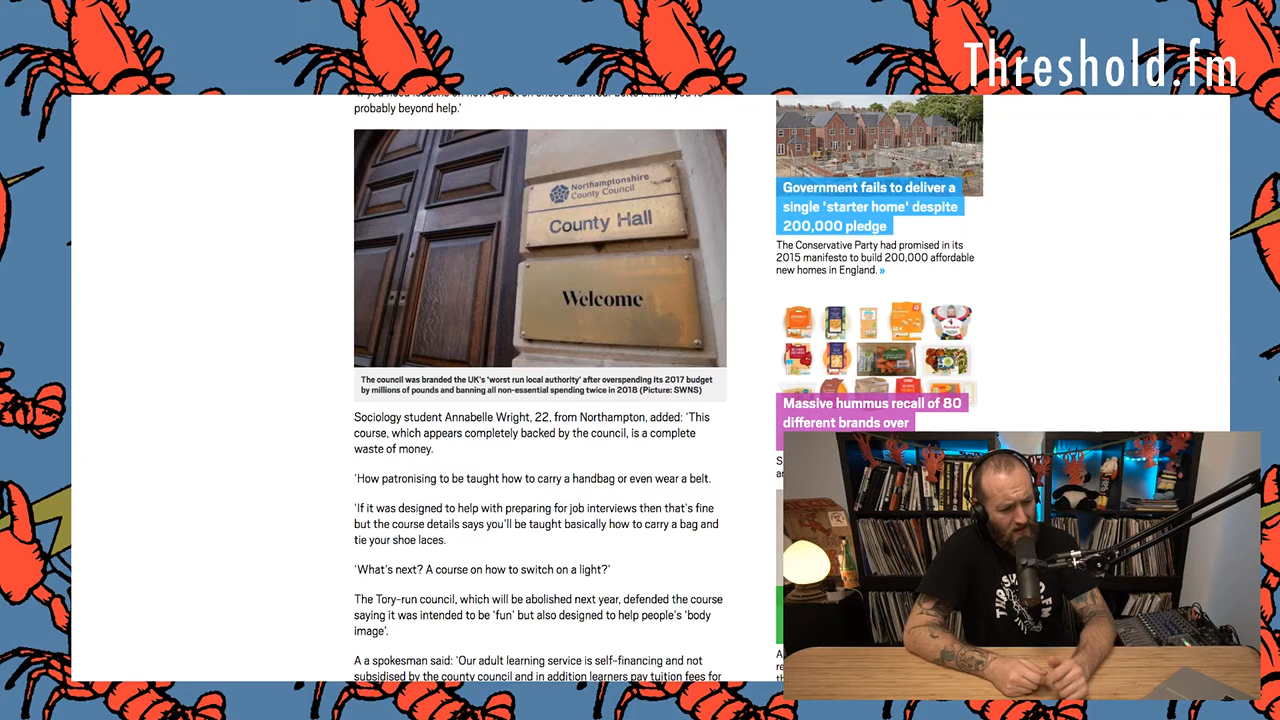 Threshold.fm
probably beyond help.'
Northamptonshire
County Council
County Hall
Welcome
The council was branded the UK's 'worst run local authority' after overspending its 2017 budget
by millions of pounds and banning all non-essential spending twice in 2018 (Picture: SWNS)
Sociology student Annabelle Wright, 22, from Northampton, added: 'This
course, which appears completely backed by the council, is a complete
waste of money.
'How patronising to be taught how to carry a handbag or even wear a belt.
'If it was designed to help with preparing for job interviews then that's fine
but the course details says you'll be taught basically how to carry a bag and
tie your shoe laces.
'What's next? A course on how to switch on a light?'
The Tory-run council, which will be abolished next year, defended the course
saying it was intended to be 'fun' but also designed to help people's 'body
image'.
A a spokesman said: 'Our adult learning service is self-financing and not
subsidised by the county council and in addition learners pay tuition fees for
Government fails to deliver a
single 'starter home' despite
200,000 pledge
The Conservative Party had promised in its
2015 manifesto to build 200,000 affordable
new homes in England. »
Massive hummus recall of 80
different brands over
THRESHOLD.FM